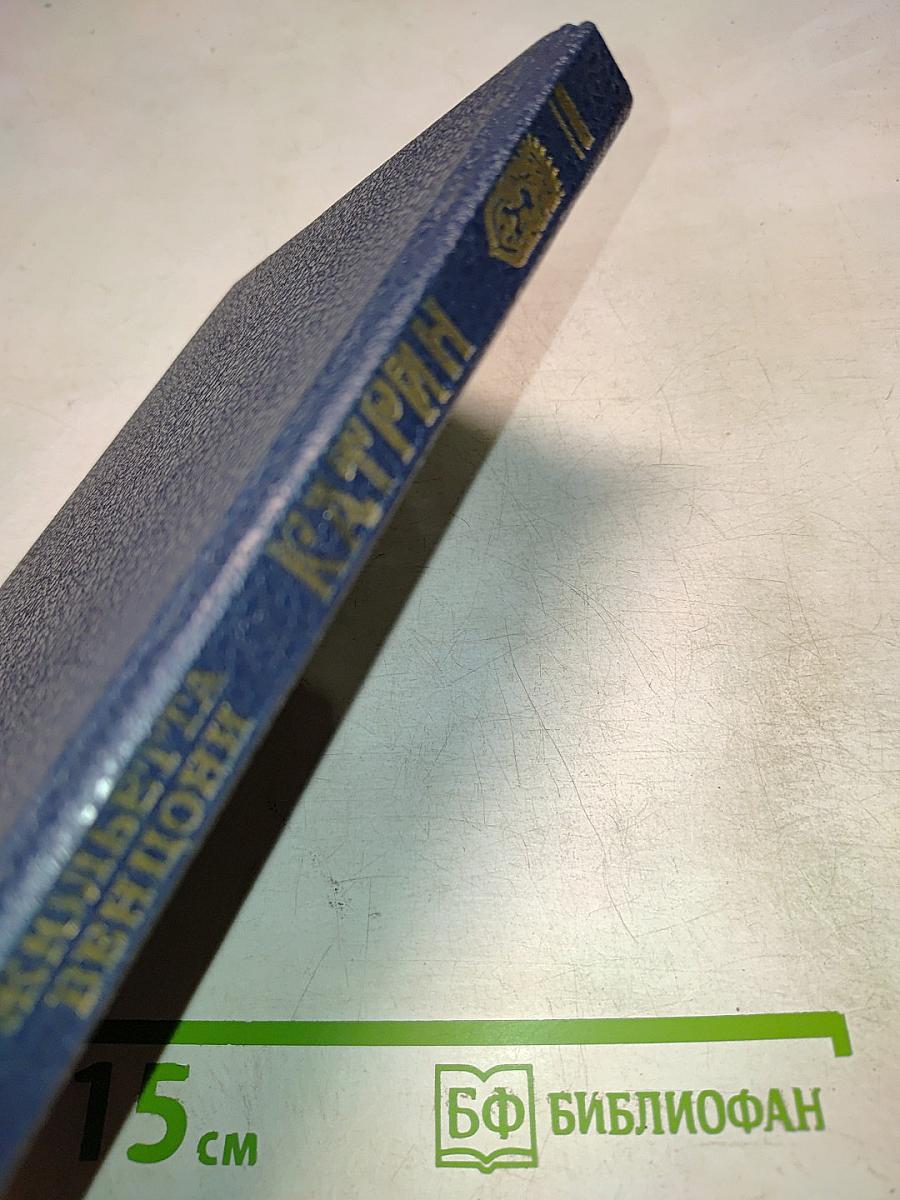 ЖЮЛЬЕТТА
БЕНЦОНИ
КАТРИН
II
15 см
БФ БИБЛИОФАН